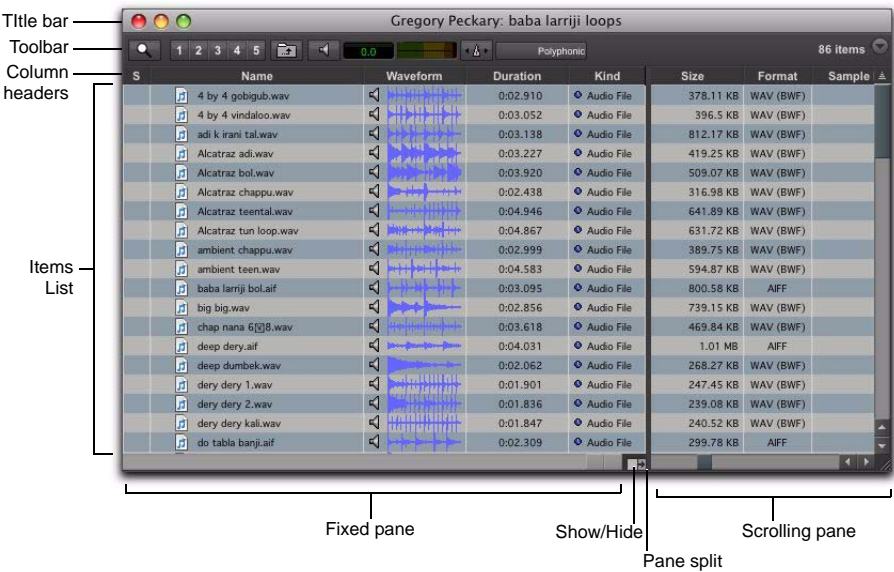 TItle bar
Gregory Peckary: baba larriji loops
Toolbar
1 2 3 4 5
0.0
Polyphonic
86 items
Column headers
S Name Waveform Duration Kind Size Format Sample
4 by 4 gobigub.wav 0:02.910 Audio File 378.11 KB WAV (BWF)
4 by 4 vindaloo.wav 0:03.052 Audio File 396.5 KB WAV (BWF)
adi k irani tal.wav 0:03.138 Audio File 812.17 KB WAV (BWF)
Alcatraz adi.wav 0:03.227 Audio File 419.25 KB WAV (BWF)
Alcatraz bol.wav 0:03.920 Audio File 509.07 KB WAV (BWF)
Alcatraz chappu.wav 0:02.438 Audio File 316.98 KB WAV (BWF)
Alcatraz teental.wav 0:04.946 Audio File 641.89 KB WAV (BWF)
Alcatraz tun loop.wav 0:04.867 Audio File 631.72 KB WAV (BWF)
ambient chappu.wav 0:02.999 Audio File 389.75 KB WAV (BWF)
Items List
ambient teen.wav 0:04.583 Audio File 594.87 KB WAV (BWF)
baba larriji bol.aif 0:03.095 Audio File 800.58 KB AIFF
big big.wav 0:02.856 Audio File 739.15 KB WAV (BWF)
chap nana 8.wav 0:03.618 Audio File 469.84 KB WAV (BWF)
deep dery.aif 0:04.031 Audio File 1.01 MB AIFF
deep dumbek.wav 0:02.062 Audio File 268.27 KB WAV (BWF)
dery dery 1.wav 0:01.901 Audio File 247.45 KB WAV (BWF)
dery dery 2.wav 0:01.836 Audio File 239.08 KB WAV (BWF)
dery dery kali.wav 0:01.847 Audio File 240.52 KB WAV (BWF)
do tabla banji.aif 0:02.309 Audio File 299.78 KB AIFF
Fixed pane
Show/Hide
Scrolling pane
Pane split